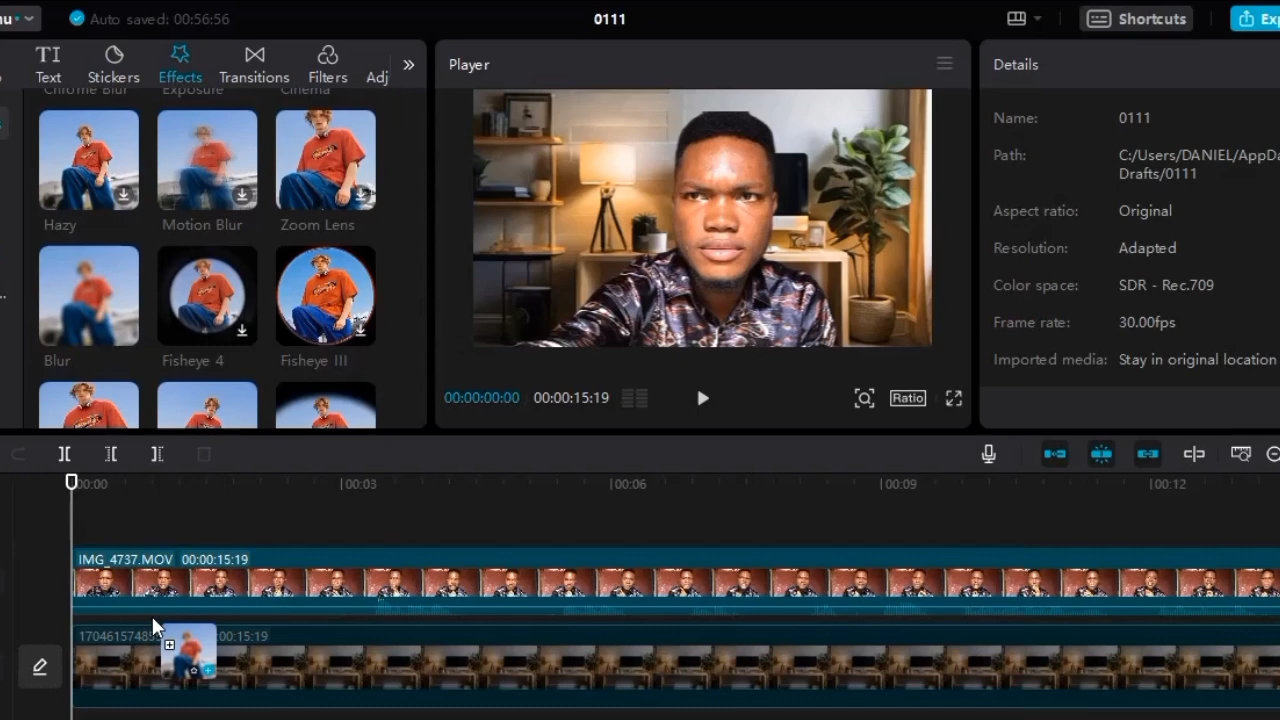 nu
Auto saved: 00:56:56
0111
Shortcuts
Exp
TI
Text
Stickers
Effects
Transitions
Filters
Adj
Player
Details
Chrome Blur
Exposure
Cinema
Hazy
Motion Blur
Zoom Lens
Blur
Fisheye 4
Fisheye III
Name: 0111
Path: C:/Users/DANIEL/AppDa
Drafts/0111
Aspect ratio: Original
Resolution: Adapted
Color space: SDR - Rec.709
Frame rate: 30.00fps
Imported media: Stay in original location
00:00:00:00 00:00:15:19
Ratio
00:00
00:03
00:06
00:09
00:12
IMG_4737.MOV 00:00:15:19
:00:15:19